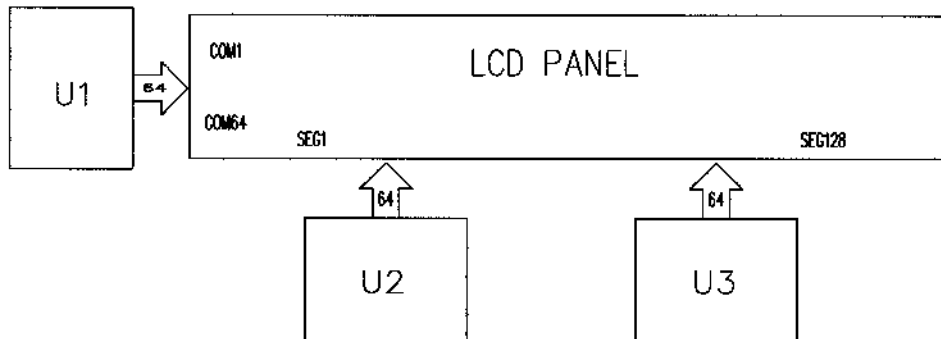 COM1
LCD PANEL
U1
64
COM64
SEG1
SEG128
64
64
U2
U3